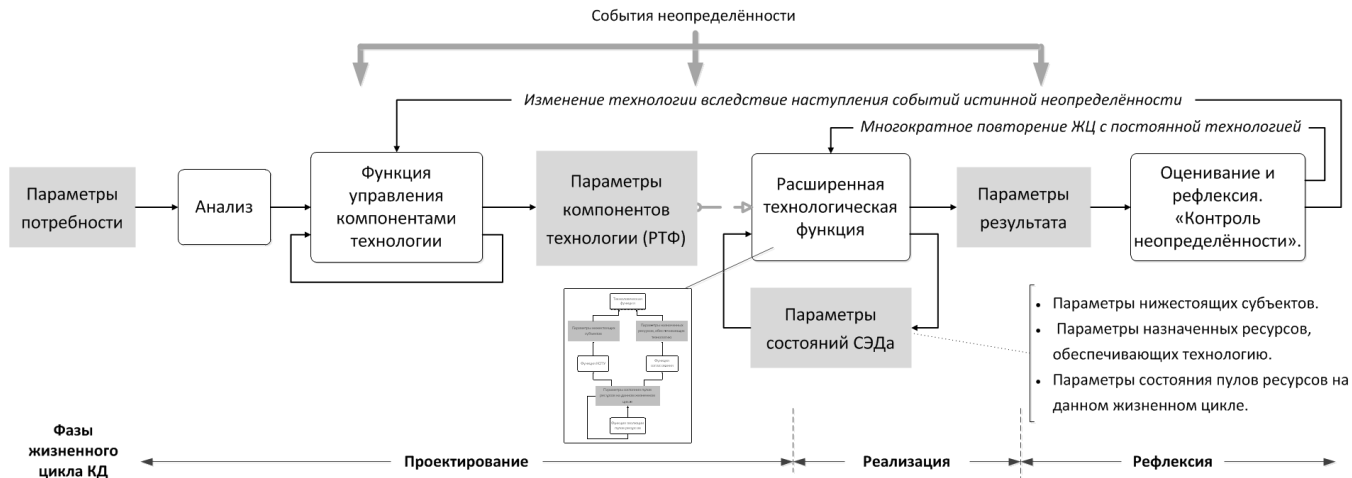 События неопределённости
Изменение технологии вследствие наступления событий истинной неопределённости
Многократное повторение ЖЦ с постоянной технологией
Параметры
потребности
Анализ
Функция
управления
компонентами
технологии
Параметры
компонентов
технологии (РТФ)
Расширенная
технологическая
функция
Параметры
результата
Оценивание и
рефлексия.
«Контроль
неопределённости».
Параметры
состояний СЭДа
• Параметры нижестоящих субъектов.
• Параметры назначенных ресурсов,
обеспечивающих технологию.
• Параметры состояния пулов ресурсов на
данном жизненном цикле.
Фазы
жизненного
цикла КД
Проектирование
Реализация
Рефлексия